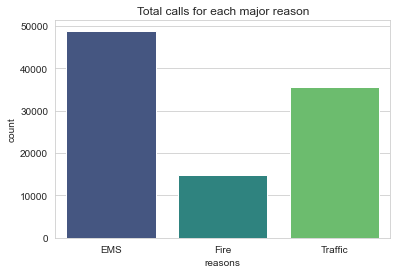 Total calls for each major reason
50000
40000
30000
20000
10000
0
count
EMS
Fire
Traffic
reasons